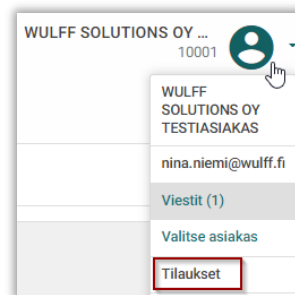 WULFF SOLUTIONS OY ...
10001
WULFF
SOLUTIONS OY
TESTIASIAKAS
nina.niemi@wulff.fi
Viestit (1)
Valitse asiakas
Tilaukset